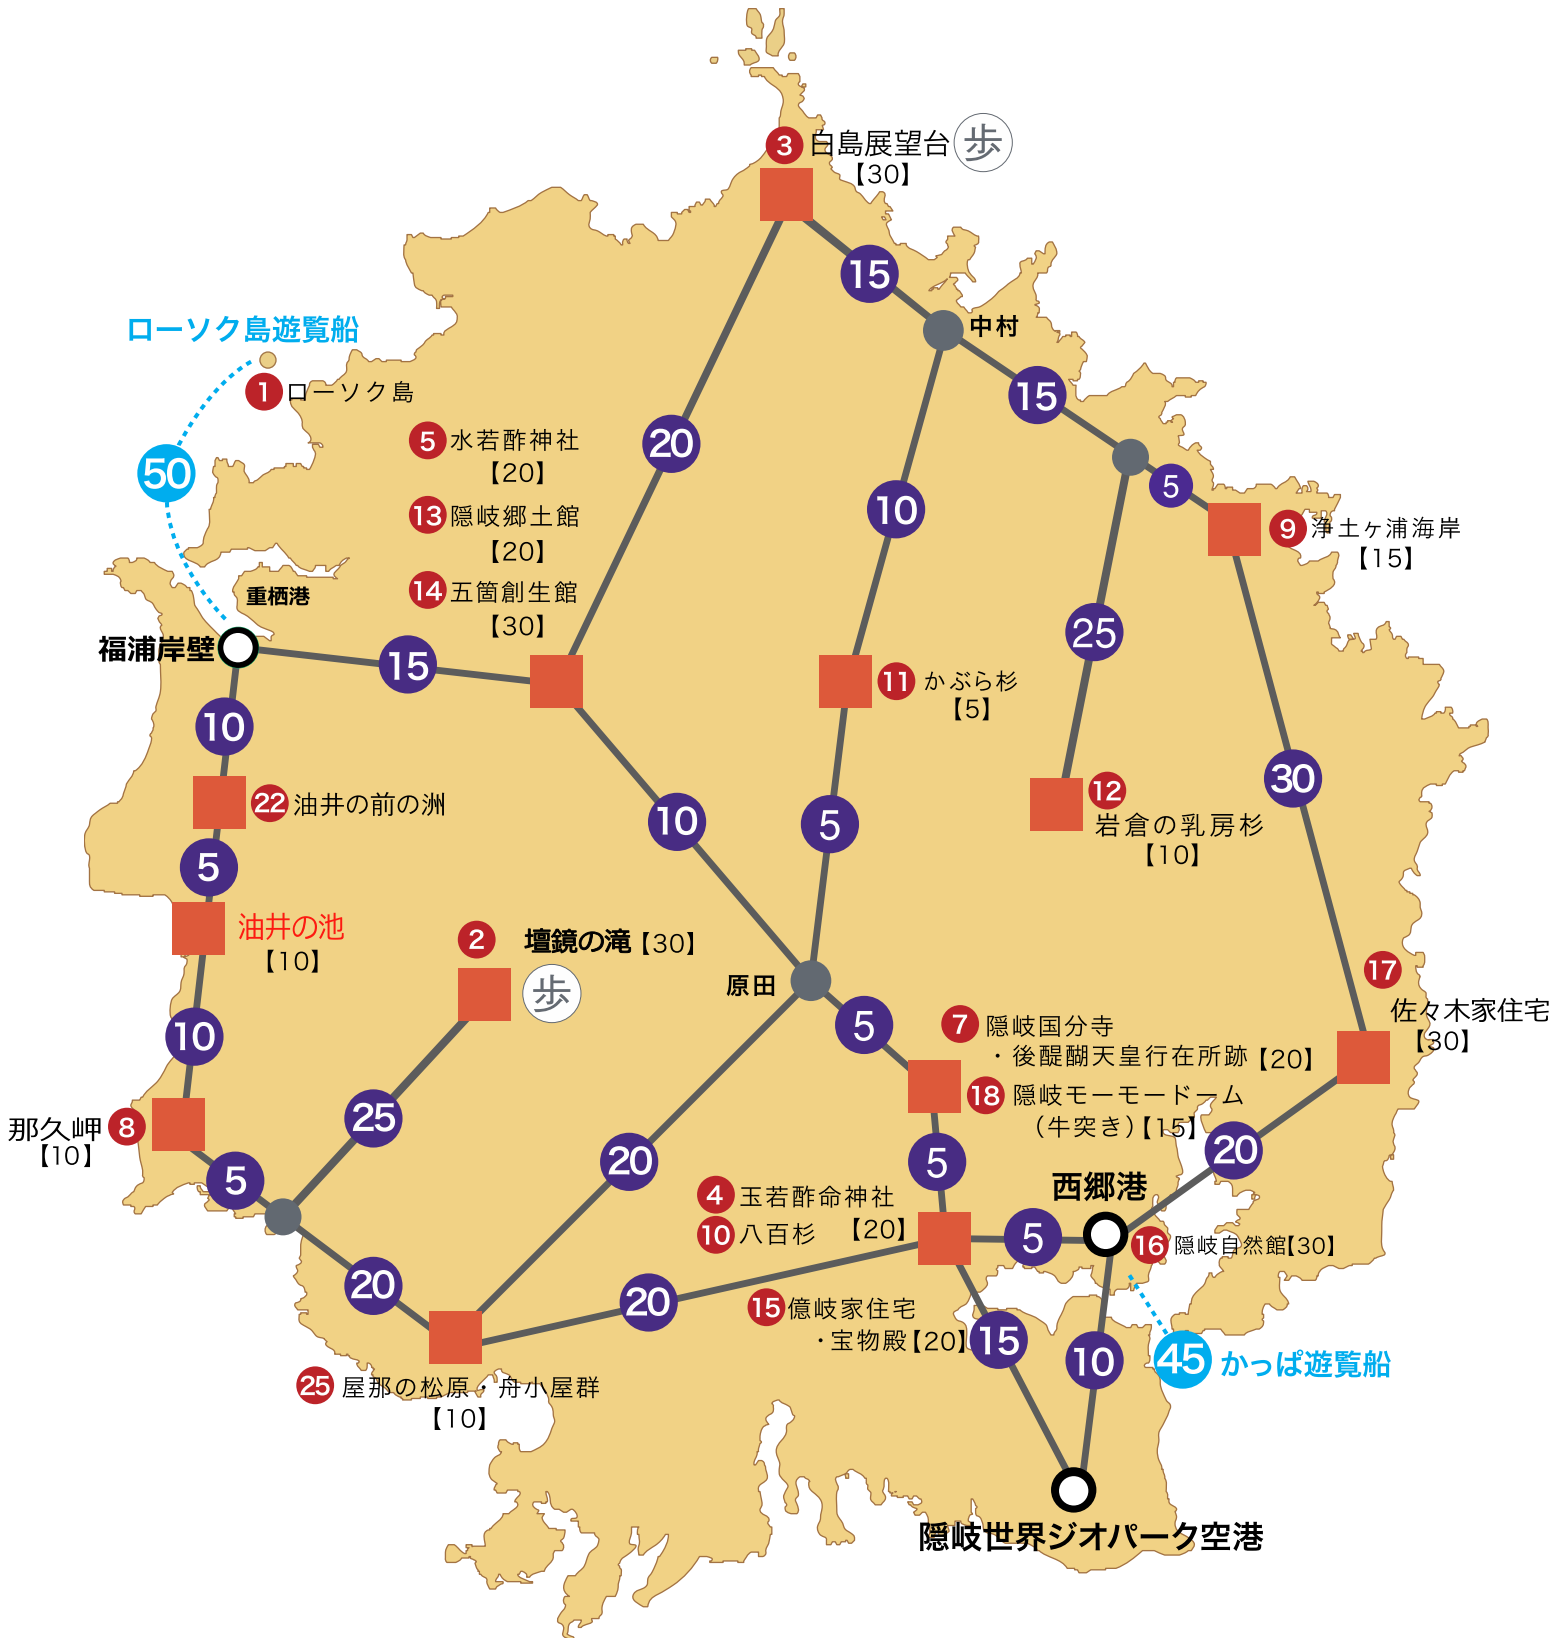 3 白島展望台 歩
【30】
15
中村
ローソク島遊覧船
1 ローソク島
15
5 水若酢神社
【20】
20
50
5
10
13 隠岐郷土館
【20】
9 浄土ヶ浦海岸
【15】
14 五箇創生館
【30】
重栖港
福浦岸壁
25
15
11 かぶら杉
【5】
10
30
12
岩倉の乳房杉
【10】
22 油井の前の洲
10
5
5
油井の池
【10】
2 壇鏡の滝【30】
歩
原田
17
佐々木家住宅
【30】
10
5
7 隠岐国分寺
・後醍醐天皇行在所跡【20】
18 隠岐モーモードーム
（牛突き）【15】
那久岬 8
【10】
25
20
5
20
5
西郷港
4 玉若酢命神社
10 八百杉 【20】
5
16 隠岐自然館【30】
20
20
15 億岐家住宅
・宝物殿【20】
15
10
45 かっぱ遊覧船
25 屋那の松原・舟小屋群
【10】
隠岐世界ジオパーク空港